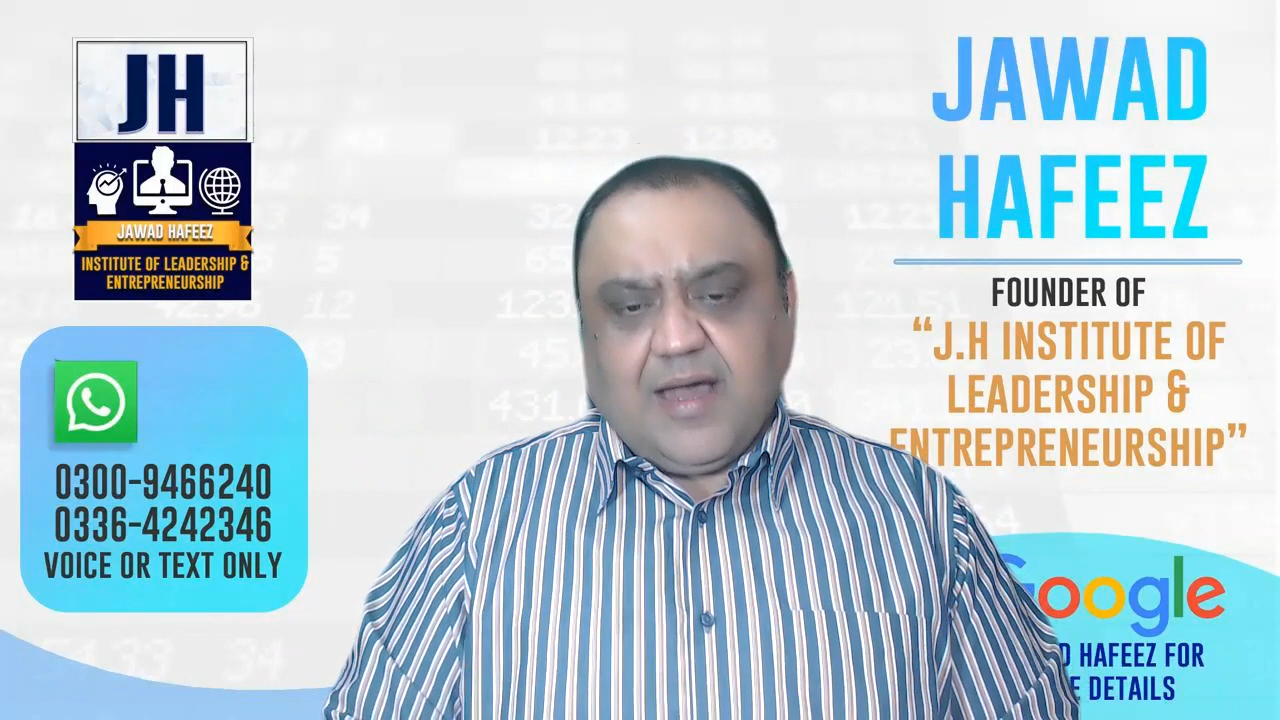 JH
JAWAD HAFEEZ
INSTITUTE OF LEADERSHIP &
ENTREPRENEURSHIP
0300-9466240
0336-4242346
VOICE OR TEXT ONLY
JAWAD
HAFEEZ
FOUNDER OF
“J.H INSTITUTE OF
LEADERSHIP &
ENTREPRENEURSHIP”
Google
HAFEEZ FOR
DETAILS